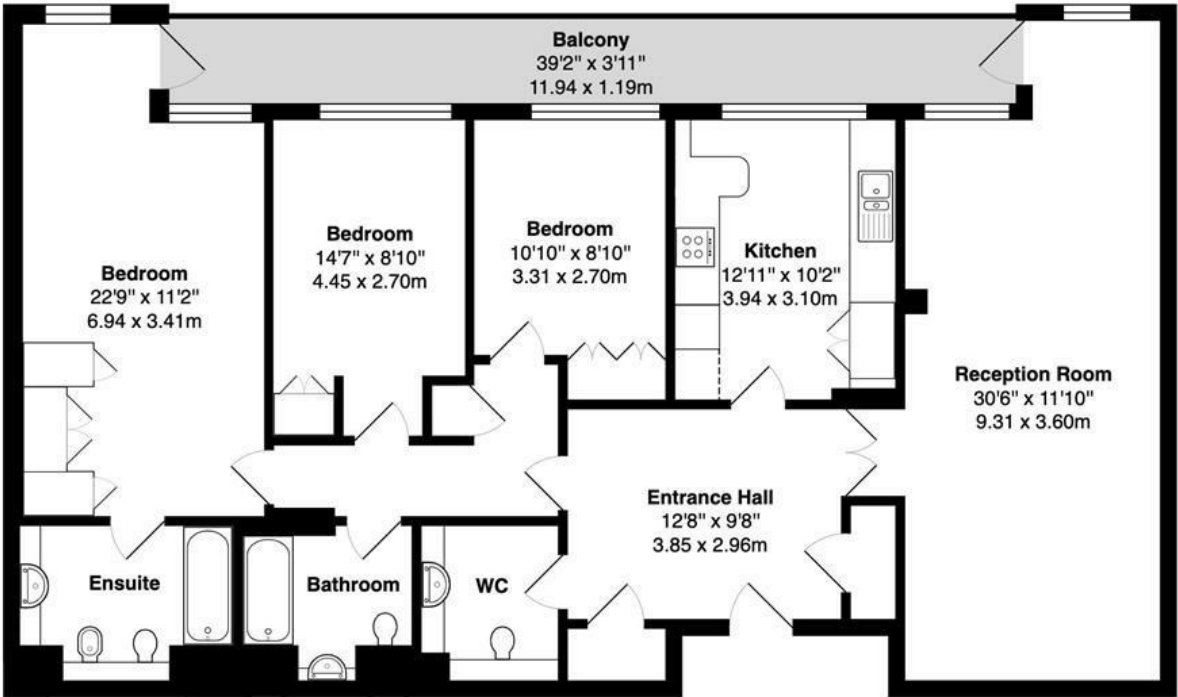 Balcony
39'2" x 3'11"
11.94 x 1.19m
Bedroom
22'9" x 11'2"
6.94 x 3.41m
Bedroom
14'7" x 8'10"
4.45 x 2.70m
Bedroom
10'10" x 8'10"
3.31 x 2.70m
Kitchen
12'11" x 10'2"
3.94 x 3.10m
Reception Room
30'6" x 11'10"
9.31 x 3.60m
Entrance Hall
12'8" x 9'8"
3.85 x 2.96m
Ensuite
Bathroom
WC